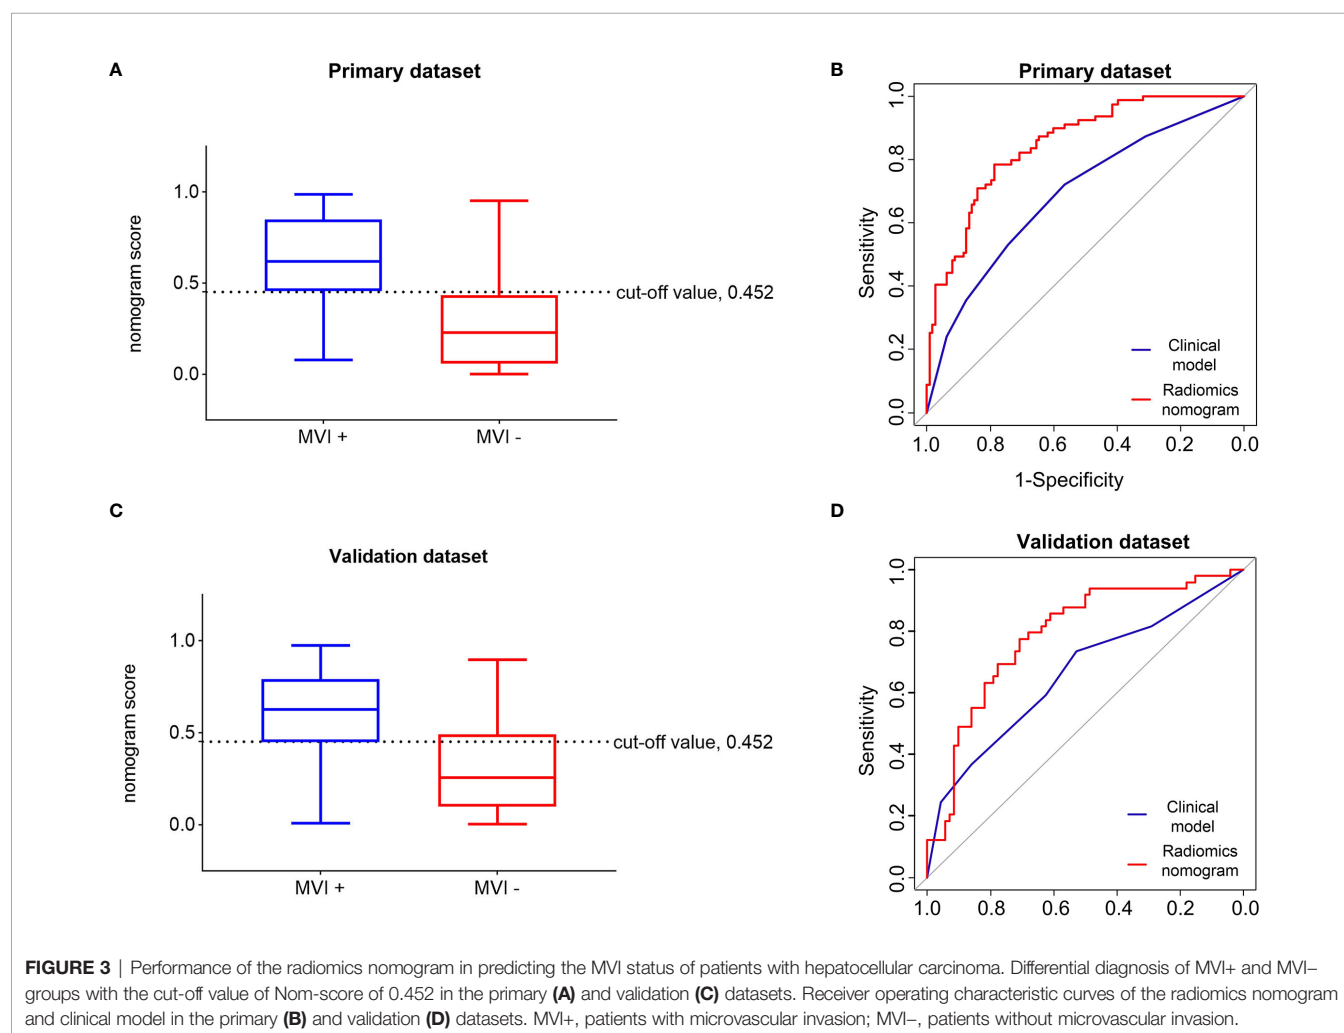 A
Primary dataset
nomogram score
1.0
0.5
0.0
cut-off value, 0.452
MVI +
MVI -
B
Primary dataset
Sensitivity
1.0
0.8
0.6
0.4
0.2
0.0
Clinical
model
Radiomics
nomogram
1.0 0.8 0.6 0.4 0.2 0.0
1-Specificity
C
Validation dataset
nomogram score
1.0
0.5
0.0
cut-off value, 0.452
MVI +
MVI -
D
Validation dataset
Sensitivity
1.0
0.8
0.6
0.4
0.2
0.0
Clinical
model
Radiomics
nomogram
1.0 0.8 0.6 0.4 0.2 0.0
FIGURE 3 | Performance of the radiomics nomogram in predicting the MVI status of patients with hepatocellular carcinoma. Differential diagnosis of MVI+ and MVI–
groups with the cut-off value of Nom-score of 0.452 in the primary (A) and validation (C) datasets. Receiver operating characteristic curves of the radiomics nomogram
and clinical model in the primary (B) and validation (D) datasets. MVI+, patients with microvascular invasion; MVI–, patients without microvascular invasion.